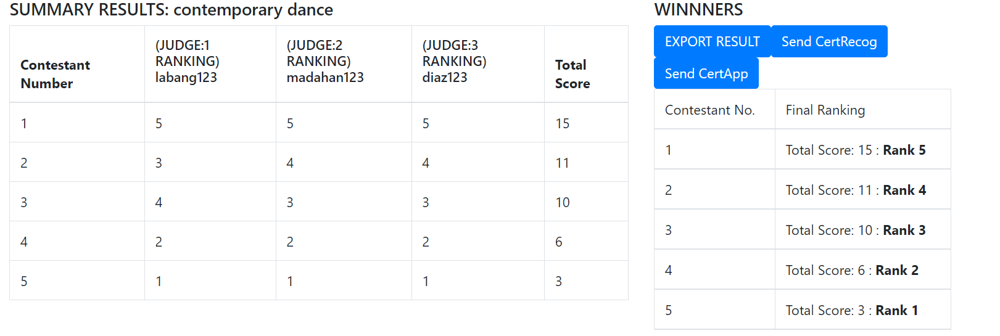 SUMMARY RESULTS: contemporary dance
Contestant Number (JUDGE:1 RANKING) labang123 (JUDGE:2 RANKING) madahan123 (JUDGE:3 RANKING) diaz123 Total Score
1 5 5 5 15
2 3 4 4 11
3 4 3 3 10
4 2 2 2 6
5 1 1 1 3
WINNNERS
EXPORT RESULT Send CertRecog
Send CertApp
Contestant No. Final Ranking
1 Total Score: 15 : Rank 5
2 Total Score: 11 : Rank 4
3 Total Score: 10 : Rank 3
4 Total Score: 6 : Rank 2
5 Total Score: 3 : Rank 1